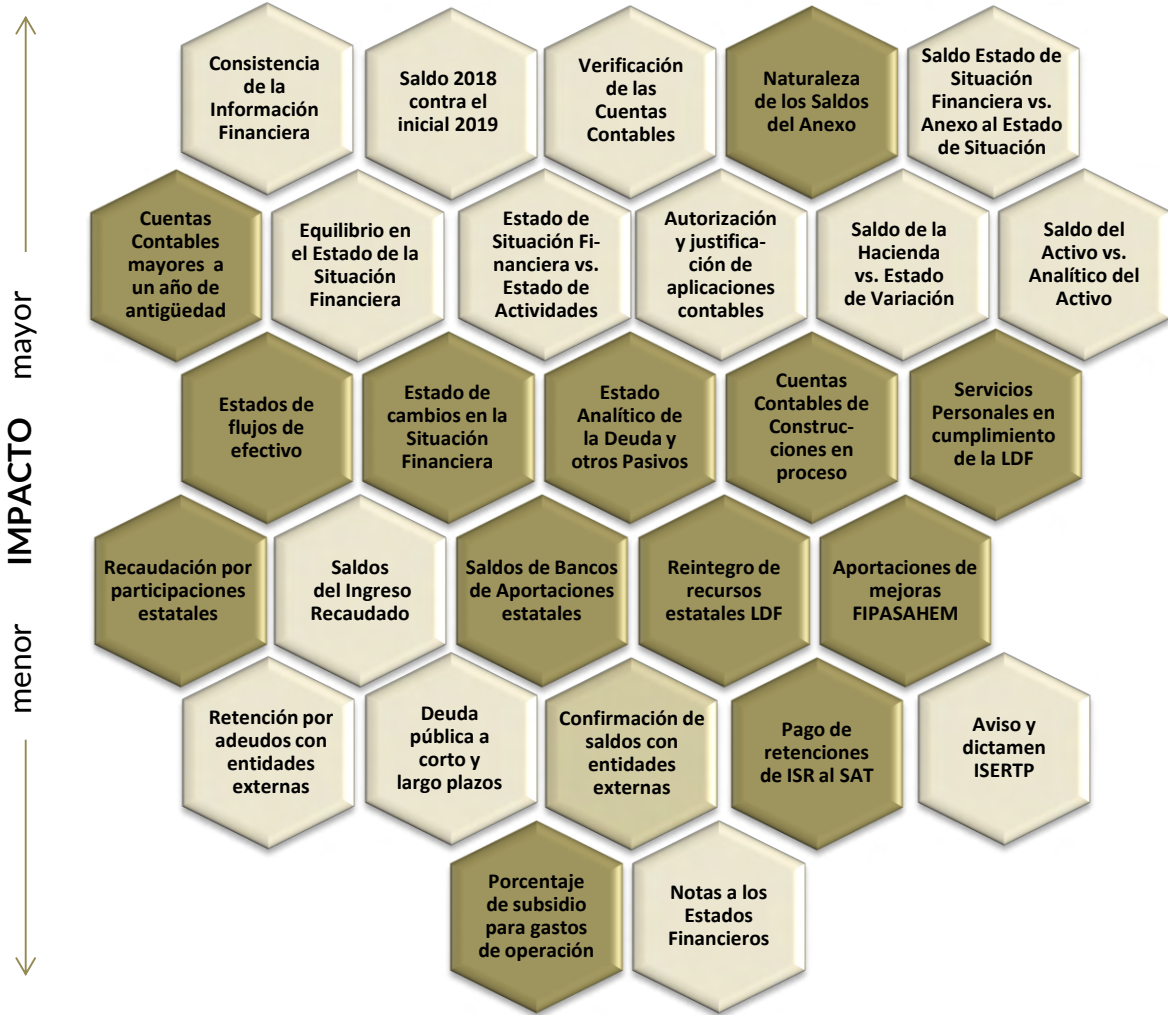 Consistencia
de la
Información
Financiera
Saldo 2018
contra el
inicial 2019
Verificación
de las
Cuentas
Contables
Naturaleza
de los Saldos
del Anexo
Saldo Estado de
Situación
Financiera vs.
Anexo al Estado
de Situación
Cuentas
Contables
mayores a
un año de
antigüedad
Equilibrio en
el Estado de la
Situación
Financiera
Estado de
Situación Fi-
nanciera vs.
Estado de
Actividades
Autorización
y justifica-
ción de
aplicaciones
contables
Saldo de la
Hacienda
vs. Estado
de Variación
Saldo del
Activo vs.
Analítico del
Activo
Estados de
flujos de
efectivo
Estado de
cambios en la
Situación
Financiera
Estado
Analítico de
la Deuda y
otros Pasivos
Cuentas
Contables de
Construc-
ciones en
proceso
Servicios
Personales en
cumplimiento
de la LDF
Recaudación por
participaciones
estatales
Saldos
del Ingreso
Recaudado
Saldos de Bancos
de Aportaciones
estatales
Reintegro de
recursos
estatales LDF
Aportaciones de
mejoras
FIPASAHEM
Retención por
adeudos con
entidades
externas
Deuda
pública a
corto y
largo plazos
Confirmación de
saldos con
entidades
externas
Pago de
retenciones
de ISR al SAT
Aviso y
dictamen
ISERTP
Porcentaje
de subsidio
para gastos
de operación
Notas a los
Estados
Financieros
menor IMPACTO mayor